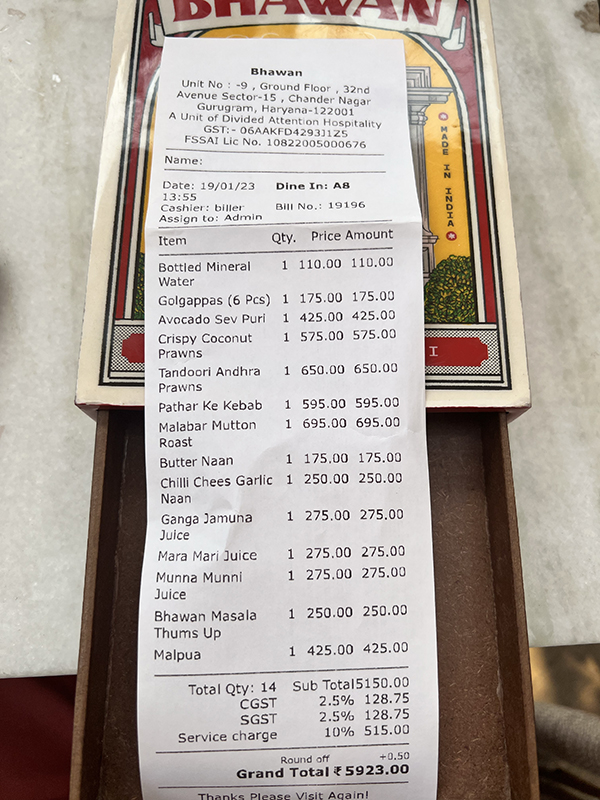 BHAWAN
Bhawan
Unit No : -9 , Ground Floor , 32nd
Avenue Sector-15 , Chander Nagar
Gurugram, Haryana-122001
A Unit of Divided Attention Hospitality
GST:- 06AAKFD4293J1Z5
FSSAI Lic No. 10822005000676
Name:
Date: 19/01/23 Dine In: A8
13:55
Cashier: biller Bill No.: 19196
Assign to: Admin
Item Qty. Price Amount
Bottled Mineral 1 110.00 110.00
Water
Golgappas (6 Pcs) 1 175.00 175.00
Avocado Sev Puri 1 425.00 425.00
Crispy Coconut 1 575.00 575.00
Prawns
Tandoori Andhra 1 650.00 650.00
Prawns
Pathar Ke Kebab 1 595.00 595.00
Malabar Mutton 1 695.00 695.00
Roast
Butter Naan 1 175.00 175.00
Chilli Chees Garlic 1 250.00 250.00
Naan
Ganga Jamuna 1 275.00 275.00
Juice
Mara Mari Juice 1 275.00 275.00
Munna Munni 1 275.00 275.00
Juice
Bhawan Masala 1 250.00 250.00
Thums Up
Malpua 1 425.00 425.00
Total Qty: 14 Sub Total 5150.00
CGST 2.5% 128.75
SGST 2.5% 128.75
Service charge 10% 515.00
Round off +0.50
Grand Total ₹ 5923.00
Thanks Please Visit Again!
MADE IN INDIA
I